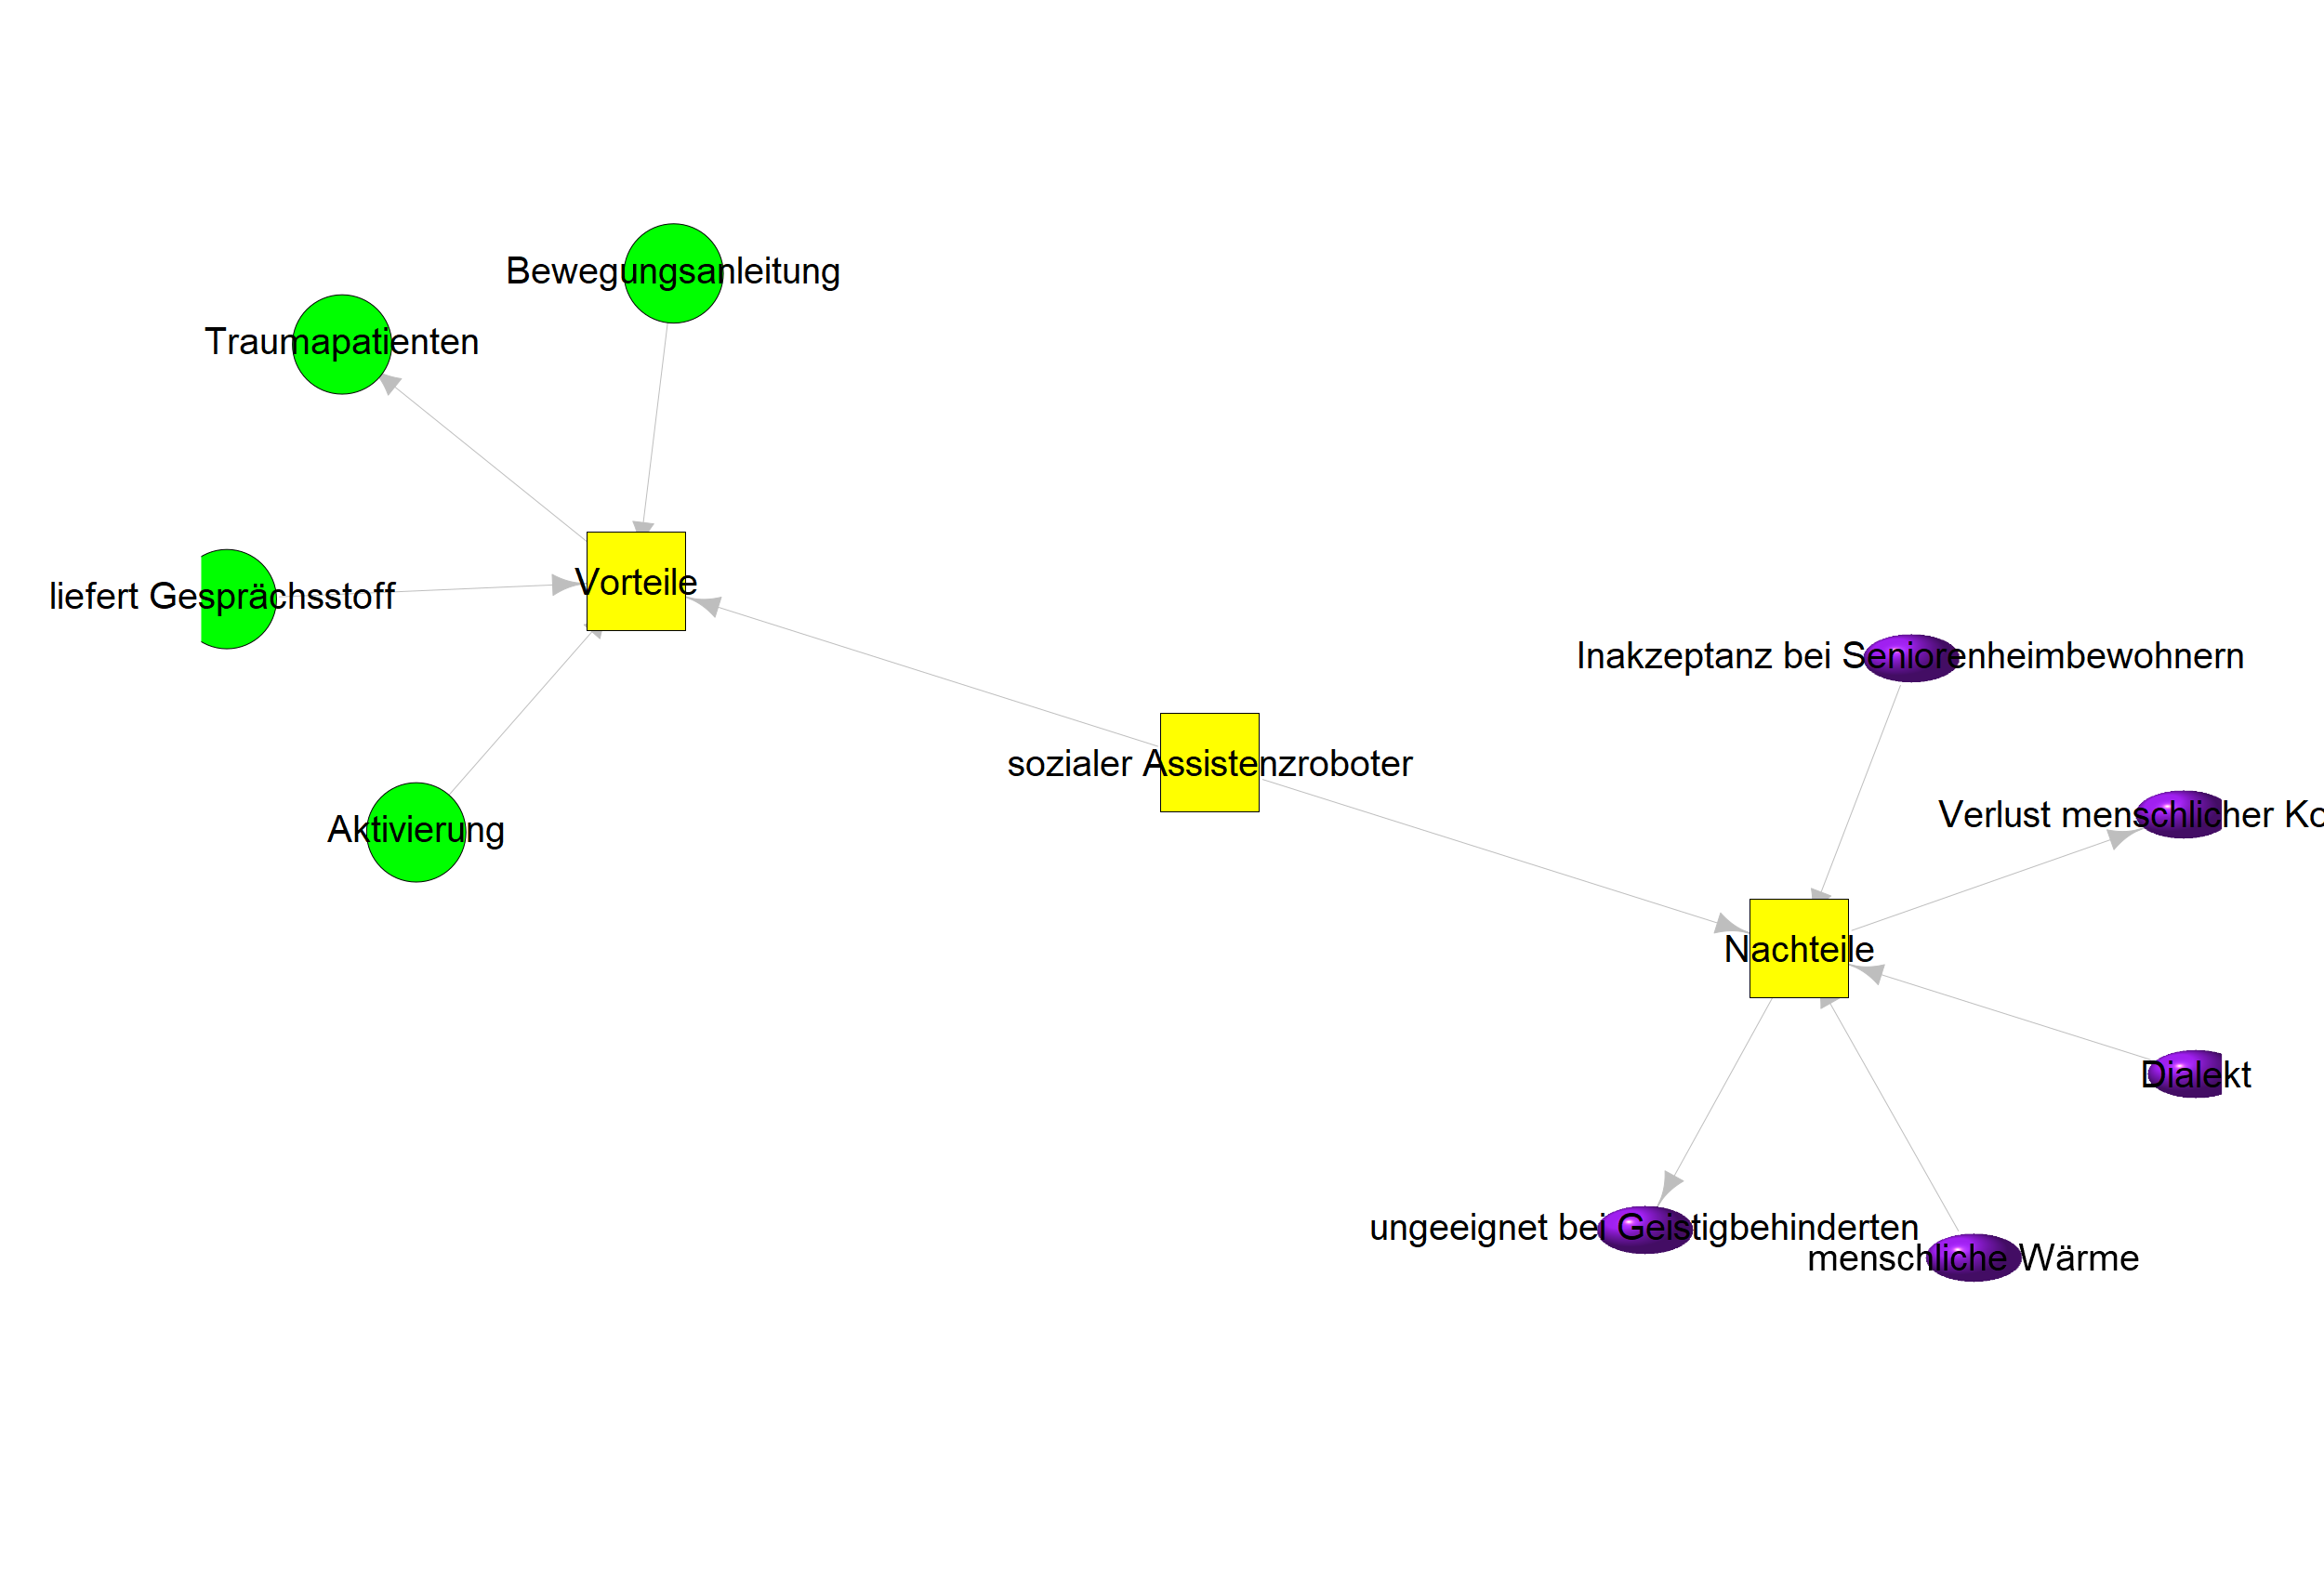 Bewegungsanleitung
Traumapatienten
Vorteile
liefert Gesprächsstoff
Inakzeptanz bei Seniorenheimbewohnern
sozialer Assistenzroboter
Verlust menschlicher Ko
Aktivierung
Nachteile
Dialekt
ungeeignet bei Geistigbehinderten
menschliche Wärme